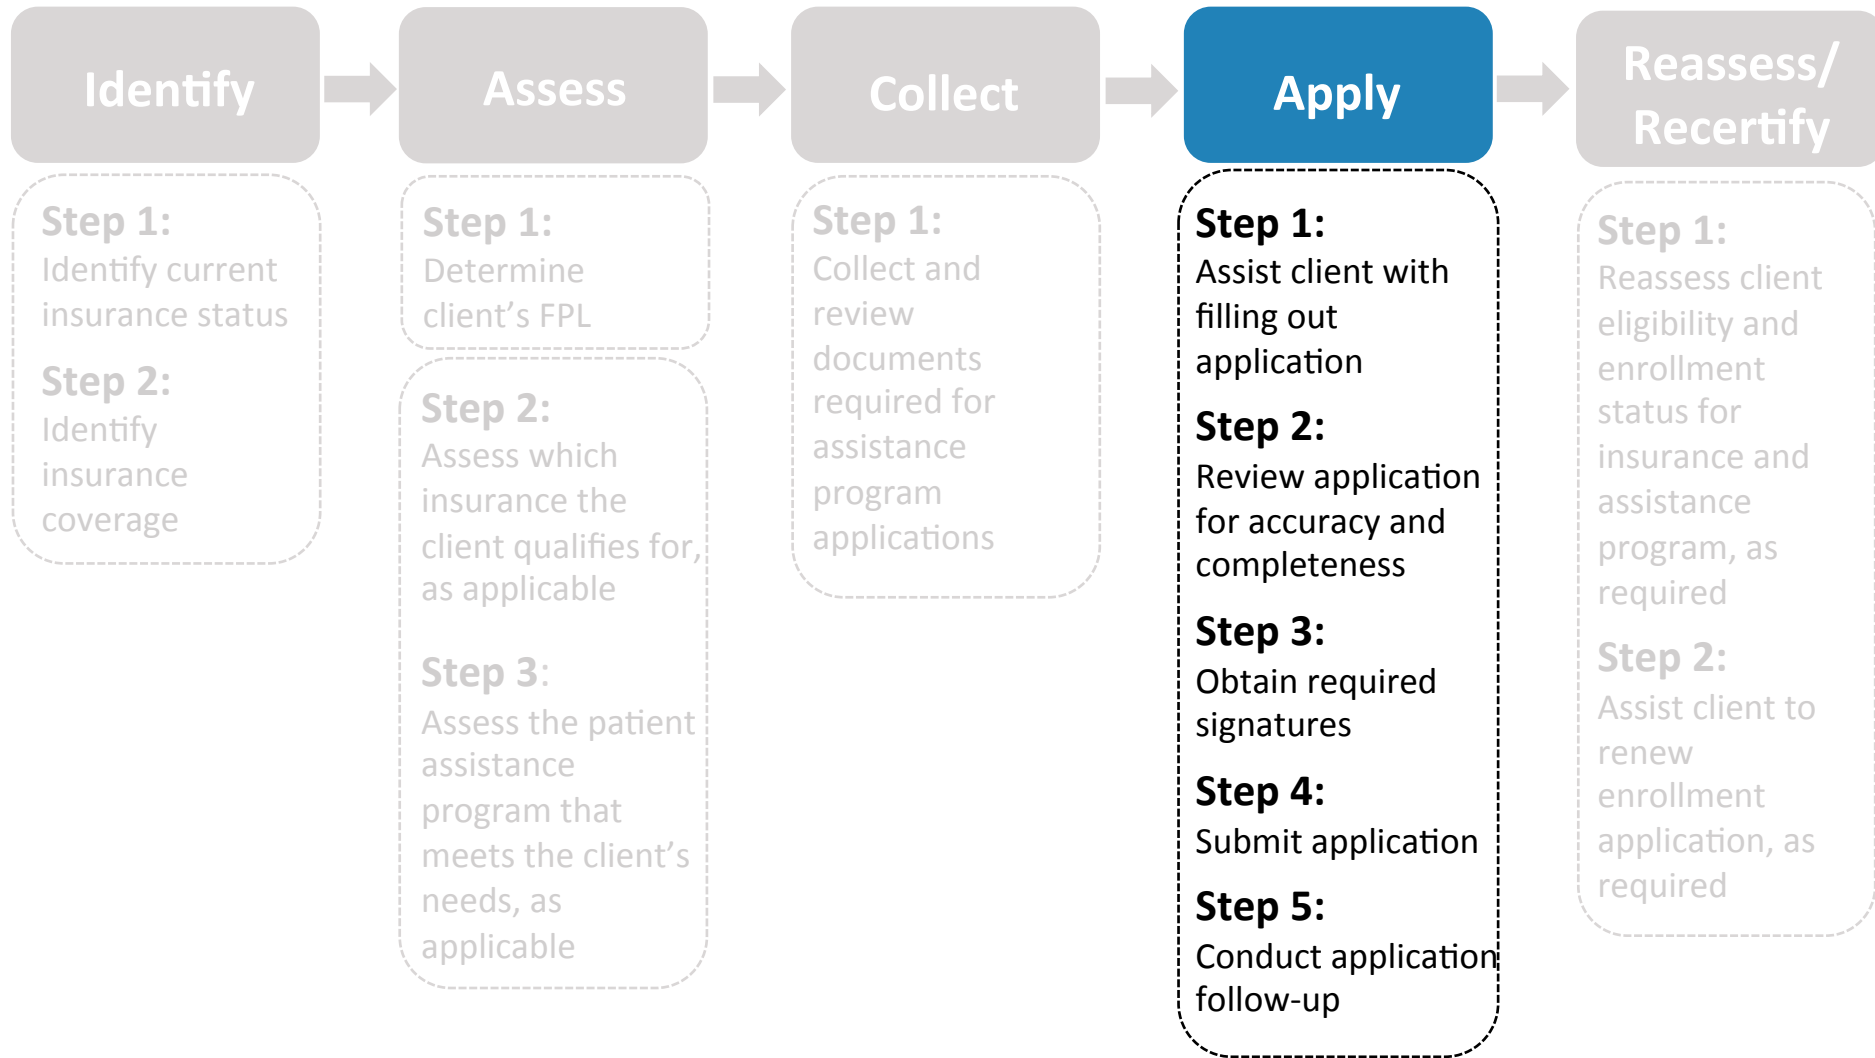 Identify
Step 1:
Identify current
insurance status
Step 2:
Identify
insurance
coverage
Assess
Step 1:
Determine
client’s FPL
Step 2:
Assess which
insurance the
client qualifies for,
as applicable
Step 3:
Assess the patient
assistance
program that
meets the client’s
needs, as
applicable
Collect
Step 1:
Collect and
review
documents
required for
assistance
program
applications
Apply
Step 1:
Assist client with
filling out
application
Step 2:
Review application
for accuracy and
completeness
Step 3:
Obtain required
signatures
Step 4:
Submit application
Step 5:
Conduct application
follow-up
Reassess/
Recertify
Step 1:
Reassess client
eligibility and
enrollment
status for
insurance and
assistance
program, as
required
Step 2:
Assist client to
renew
enrollment
application, as
required